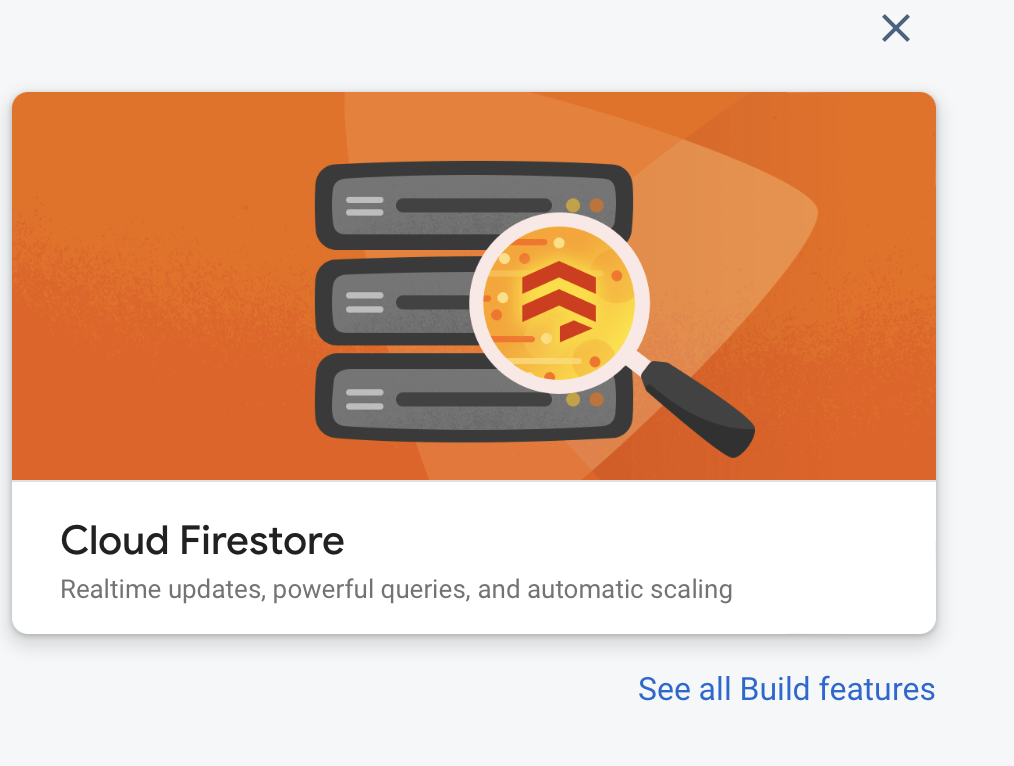 Cloud Firestore
Realtime updates, powerful queries, and automatic scaling
See all Build features